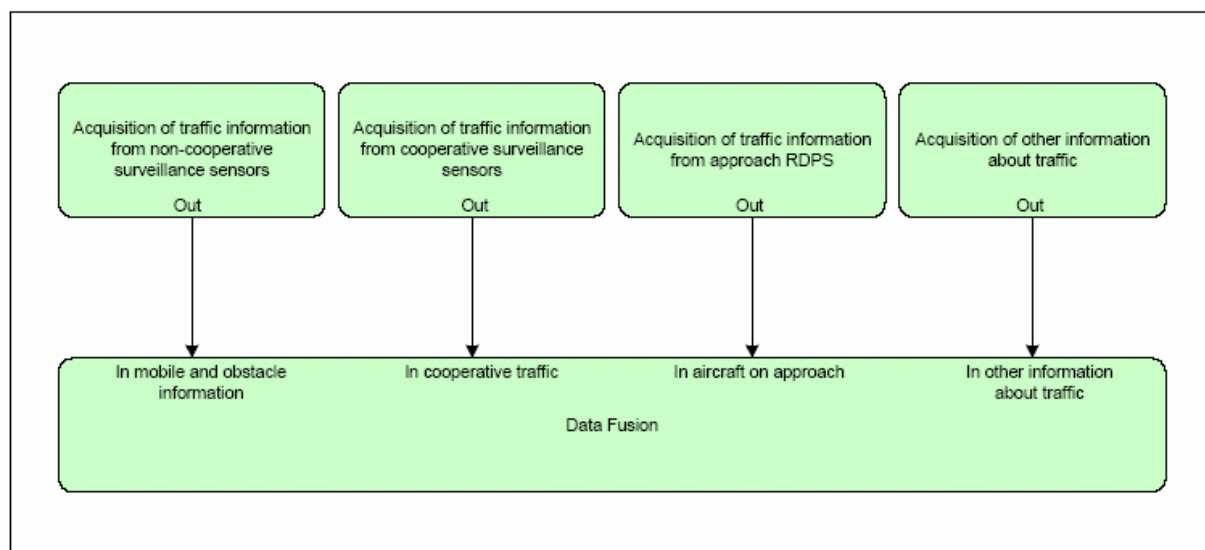 Acquisition of traffic information
from non-cooperative
surveillance sensors
Out
Acquisition of traffic information
from cooperative surveillance
sensors
Out
Acquisition of traffic information
from approach RDPS
Out
Acquisition of other information
about traffic
Out
In mobile and obstacle
information
In cooperative traffic
In aircraft on approach
In other information
about traffic
Data Fusion